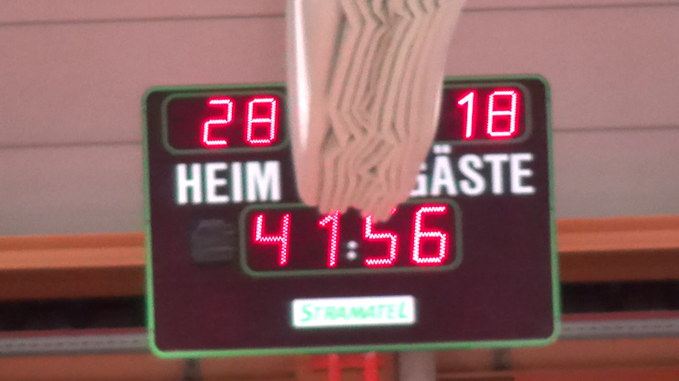 28 18
HEIM GÄSTE
41:56
STRAMATEL